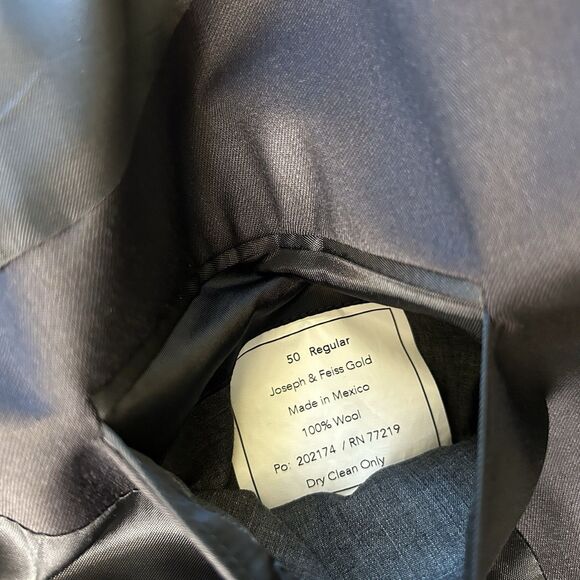 50 Regular
Joseph & Feiss Gold
Made in Mexico
100% Wool
Po: 202174 / RN 77219
Dry Clean Only